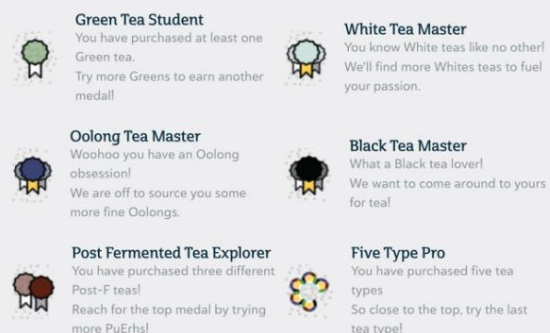 Green Tea Student
You have purchased at least one
Green tea.
Try more Greens to earn another
medal!
White Tea Master
You know White teas like no other!
We'll find more Whites teas to fuel
your passion.
Oolong Tea Master
Woohoo you have an Oolong
obsession!
We are off to source you some
more fine Oolongs.
Black Tea Master
What a Black tea lover!
We want to come around to yours
for tea!
Post Fermented Tea Explorer
You have purchased three different
Post-F teas!
Reach for the top medal by trying
more PuErhs!
Five Type Pro
You have purchased five tea
types
So close to the top, try the last
tea type!